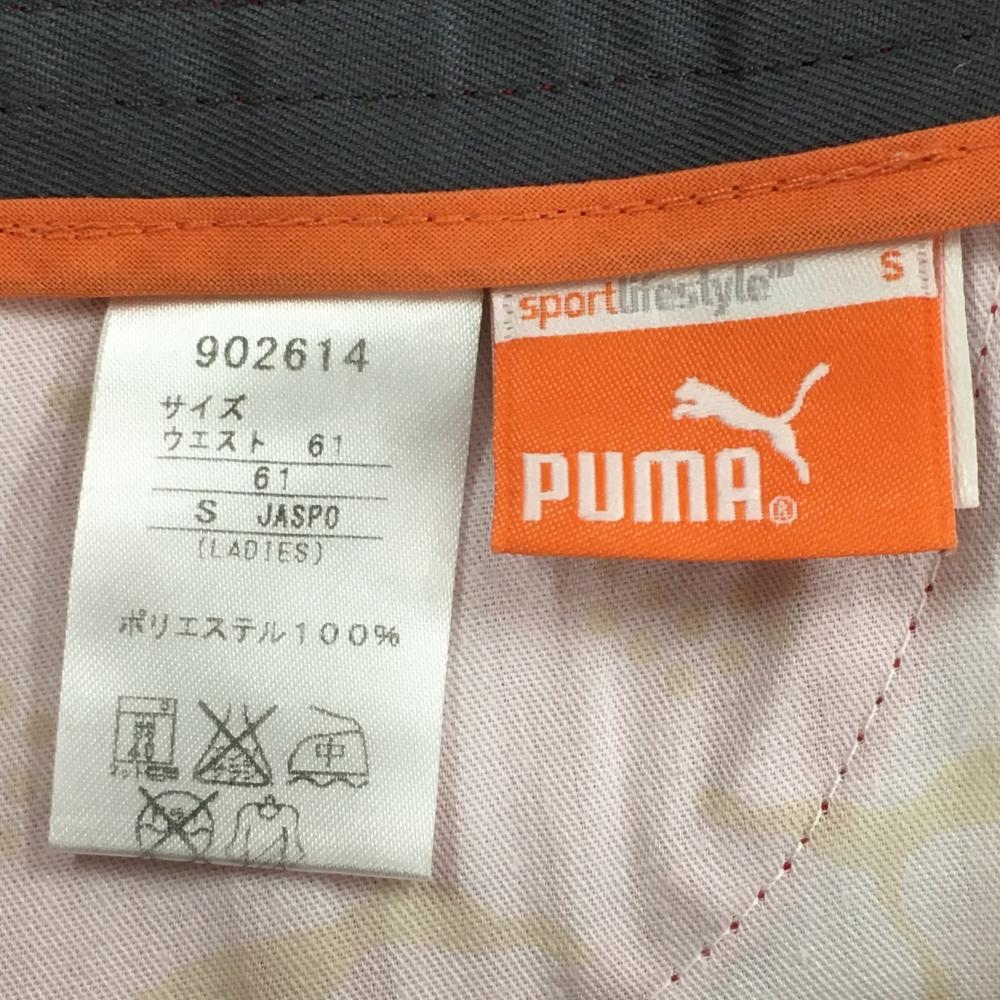 902614
サイズ
ウエスト 61
61
S JASPO
(LADIES)
ポリエステル100%
中
sportlifestyle
S
PUMA®